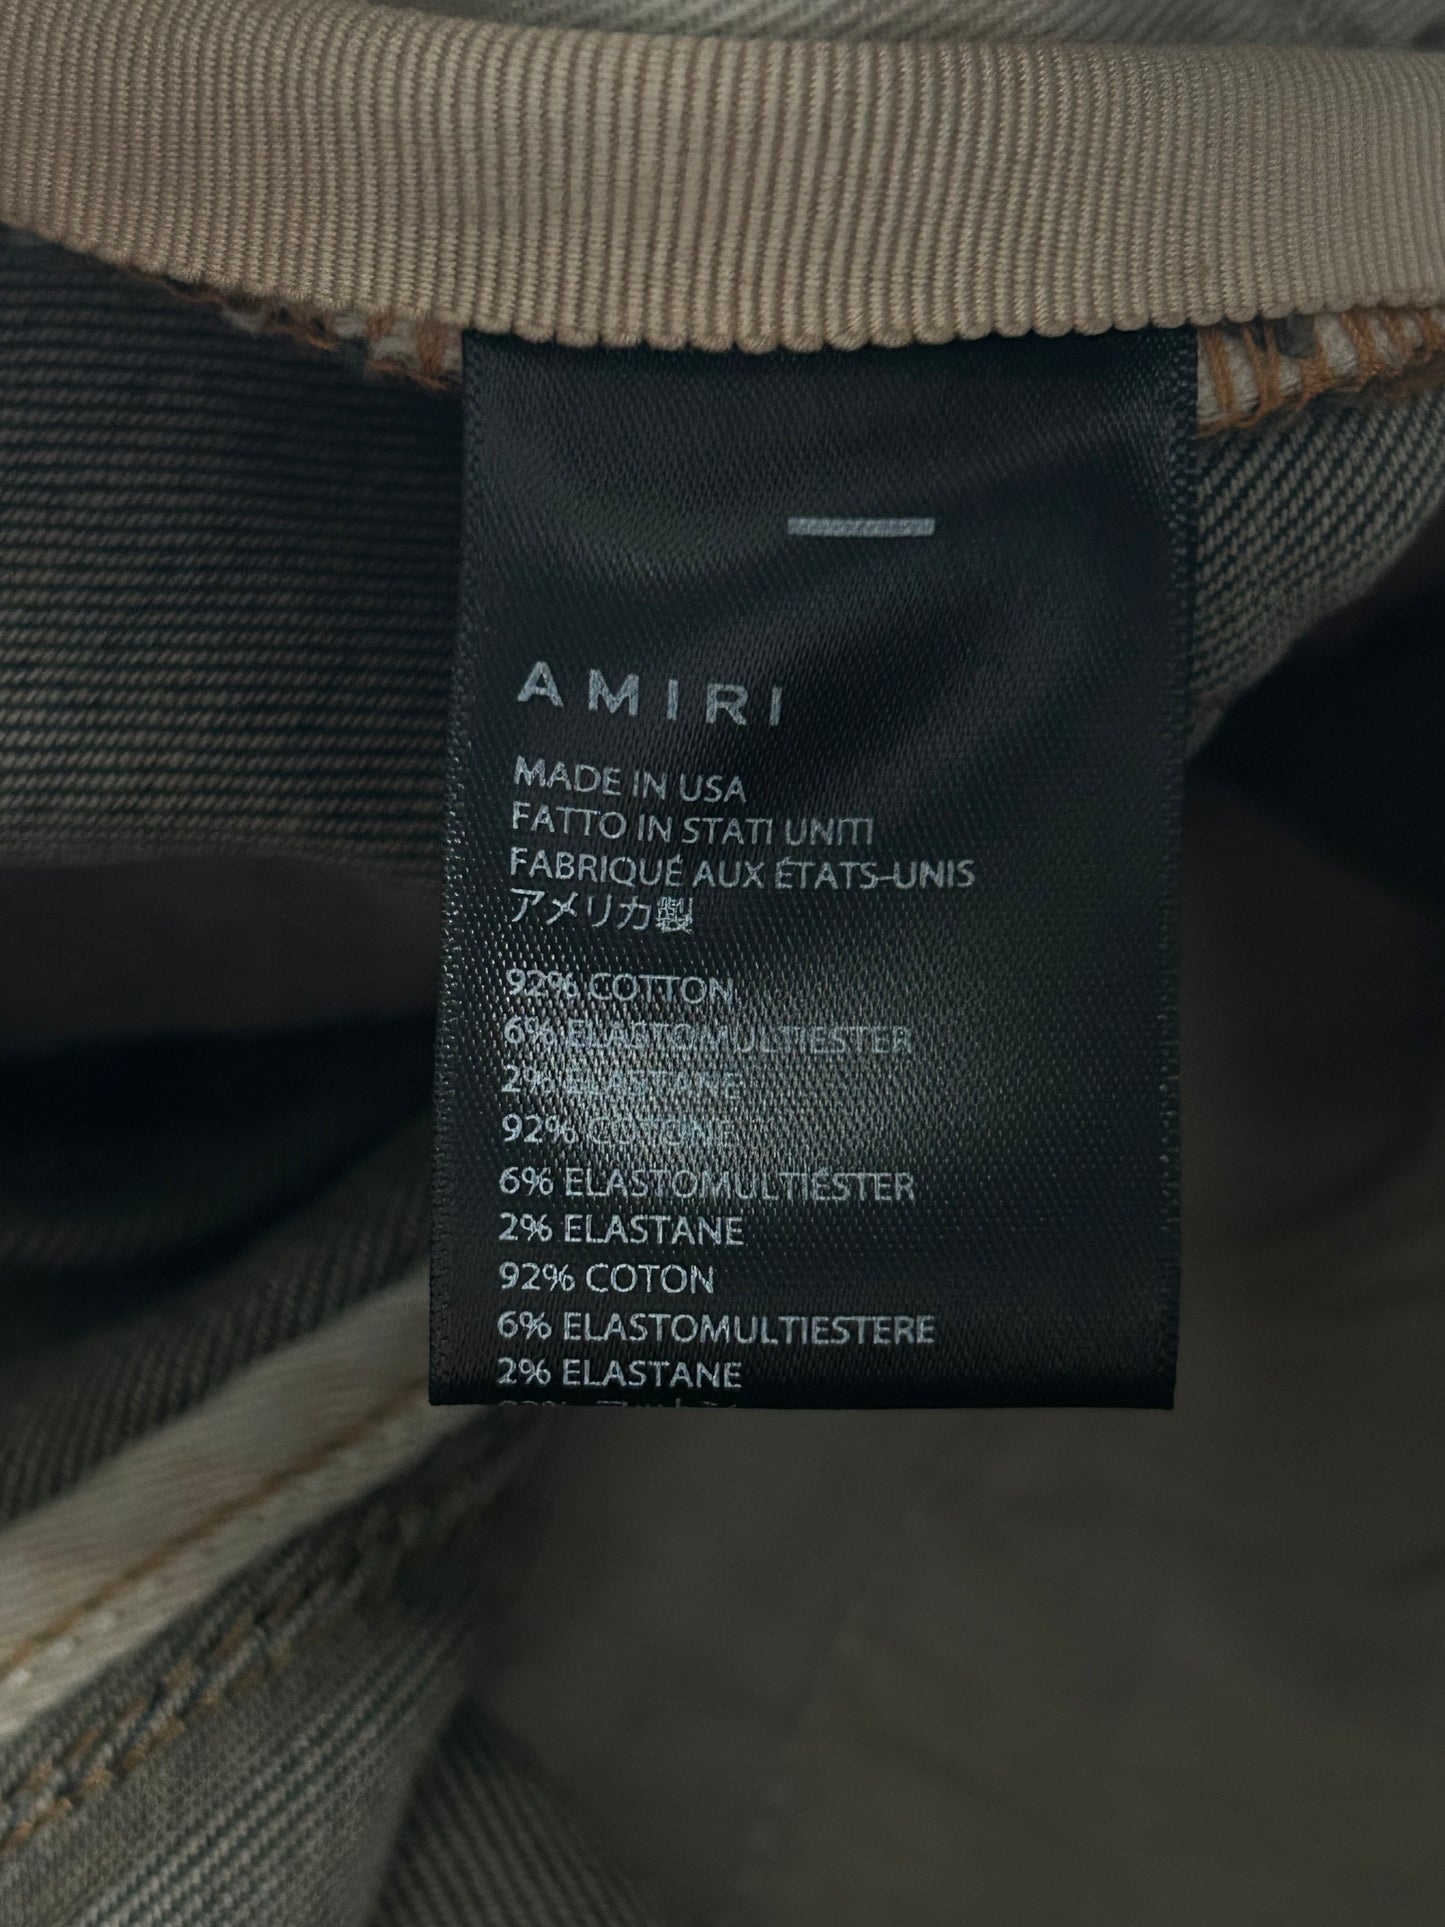 AMIRI
MADE IN USA
FATTO IN STATI UNITI
FABRIQUÉ AUX ÉTATS-UNIS
アメリカ製
92% COTTON
6% ELASTOMULTIESTER
2% ELASTANE
92% COTONE
6% ELASTOMULTIÉSTER
2% ELASTANE
92% COTON
6% ELASTOMULTIESTERE
2% ELASTANE